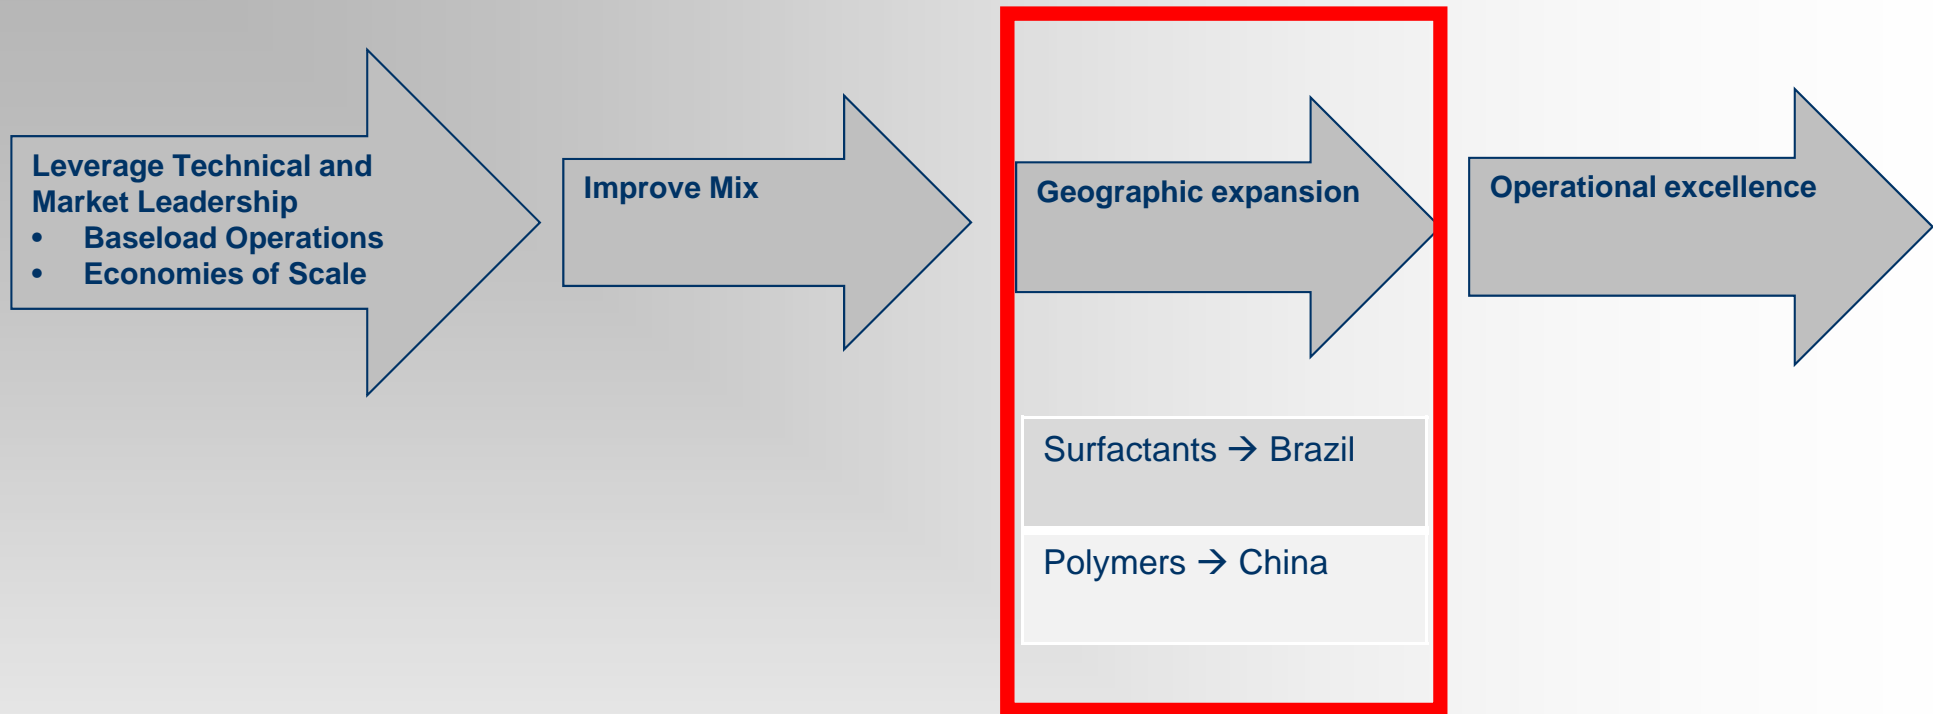 Leverage Technical and
Market Leadership
• Baseload Operations
• Economies of Scale
Improve Mix
Geographic expansion
Operational excellence
Surfactants → Brazil
Polymers → China